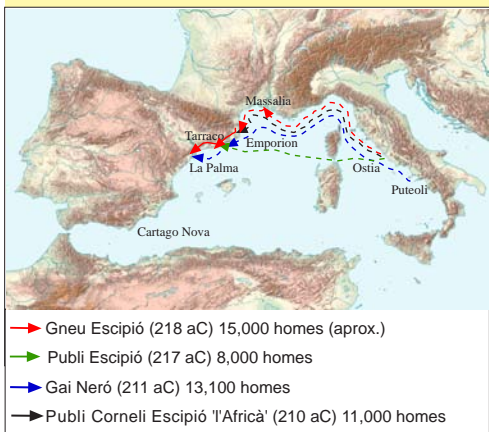 Massalia
Tarraco
Emporion
La Palma
Ostia
Puteoli
Cartago Nova
Gneu Escipió (218 aC) 15,000 homes (aprox.)
Publi Escipió (217 aC) 8,000 homes
Gai Neró (211 aC) 13,100 homes
Publi Corneli Escipió 'l'Africà' (210 aC) 11,000 homes